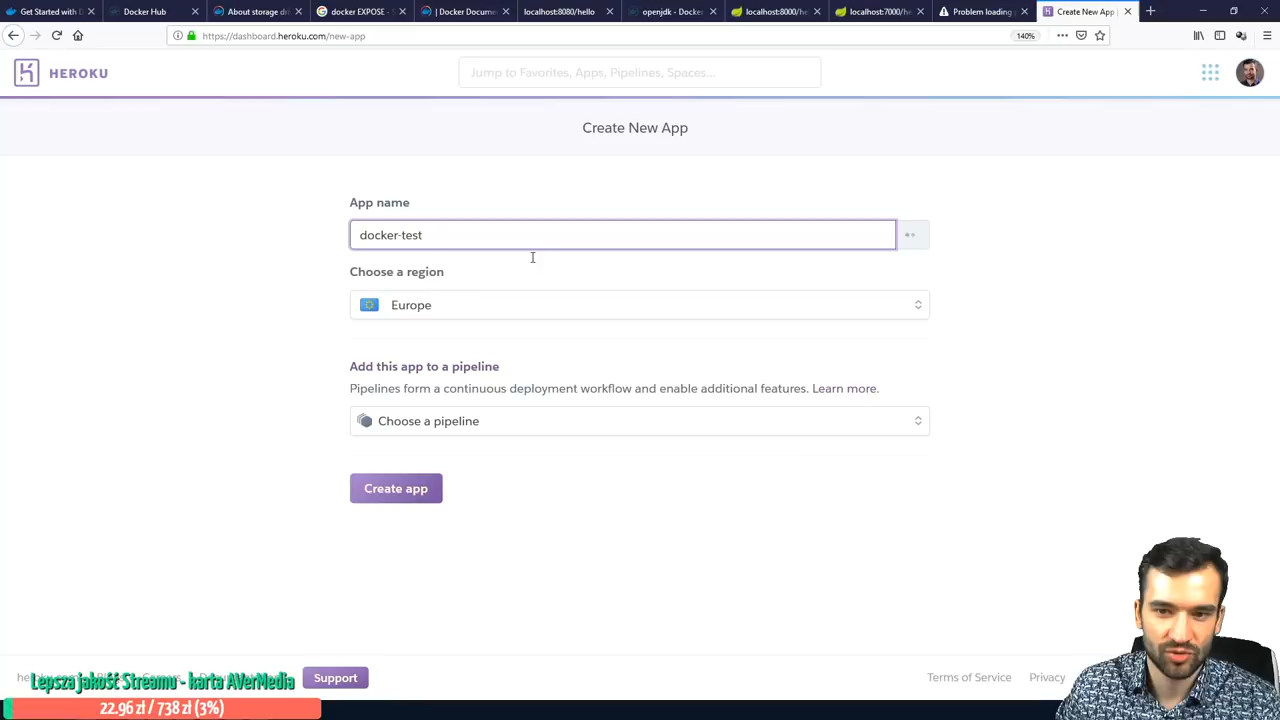 Get Started with D
Docker Hub
About storage dri
docker EXPOSE -
| Docker Docume
localhost:8080/hello
openjdk - Docke
localhost:8000/he
localhost:7000/he
Problem loading p
Create New App |
https://dashboard.heroku.com/new-app
140%
HEROKU
Jump to Favorites, Apps, Pipelines, Spaces...
Create New App
App name
docker-test
Choose a region
Europe
Add this app to a pipeline
Pipelines form a continuous deployment workflow and enable additional features. Learn more.
Choose a pipeline
Create app
Lepsza jakość Streamu - karta AVerMedia
Support
Terms of Service
Privacy
22.96 zł / 738 zł (3%)